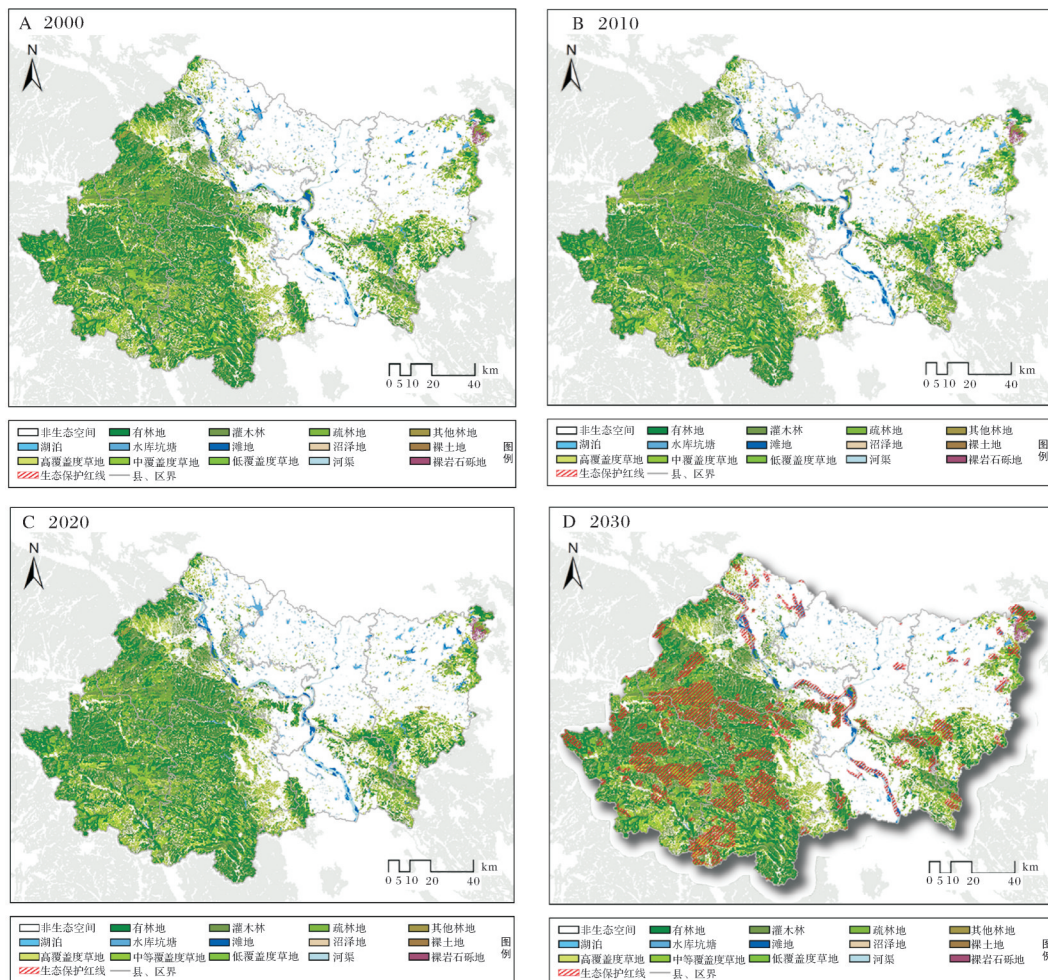 A 2000
N
km
0 5 10 20 40
非生态空间 有林地 灌木林 疏林地 其他林地
湖泊 水库坑塘 滩地 沼泽地 裸土地
高覆盖度草地 中覆盖度草地 低覆盖度草地 河渠 裸岩石砾地
生态保护红线 县、区界
图例
B 2010
N
km
0 5 10 20 40
非生态空间 有林地 灌木林 疏林地 其他林地
湖泊 水库坑塘 滩地 沼泽地 裸土地
高覆盖度草地 中覆盖度草地 低覆盖度草地 河渠 裸岩石砾地
生态保护红线 县、区界
图例
C 2020
N
km
0 5 10 20 40
非生态空间 有林地 灌木林 疏林地 其他林地
湖泊 水库坑塘 滩地 沼泽地 裸土地
高覆盖度草地 中等覆盖度草地 低覆盖度草地 河渠 裸岩石砾地
生态保护红线 县、区界
图例
D 2030
N
km
0 5 10 20 40
非生态空间 有林地 灌木林 疏林地 其他林地
湖泊 水库坑塘 滩地 沼泽地 裸土地
高覆盖度草地 中等覆盖度草地 低覆盖度草地 河渠 裸岩石砾地
生态保护红线 县、区界
图例